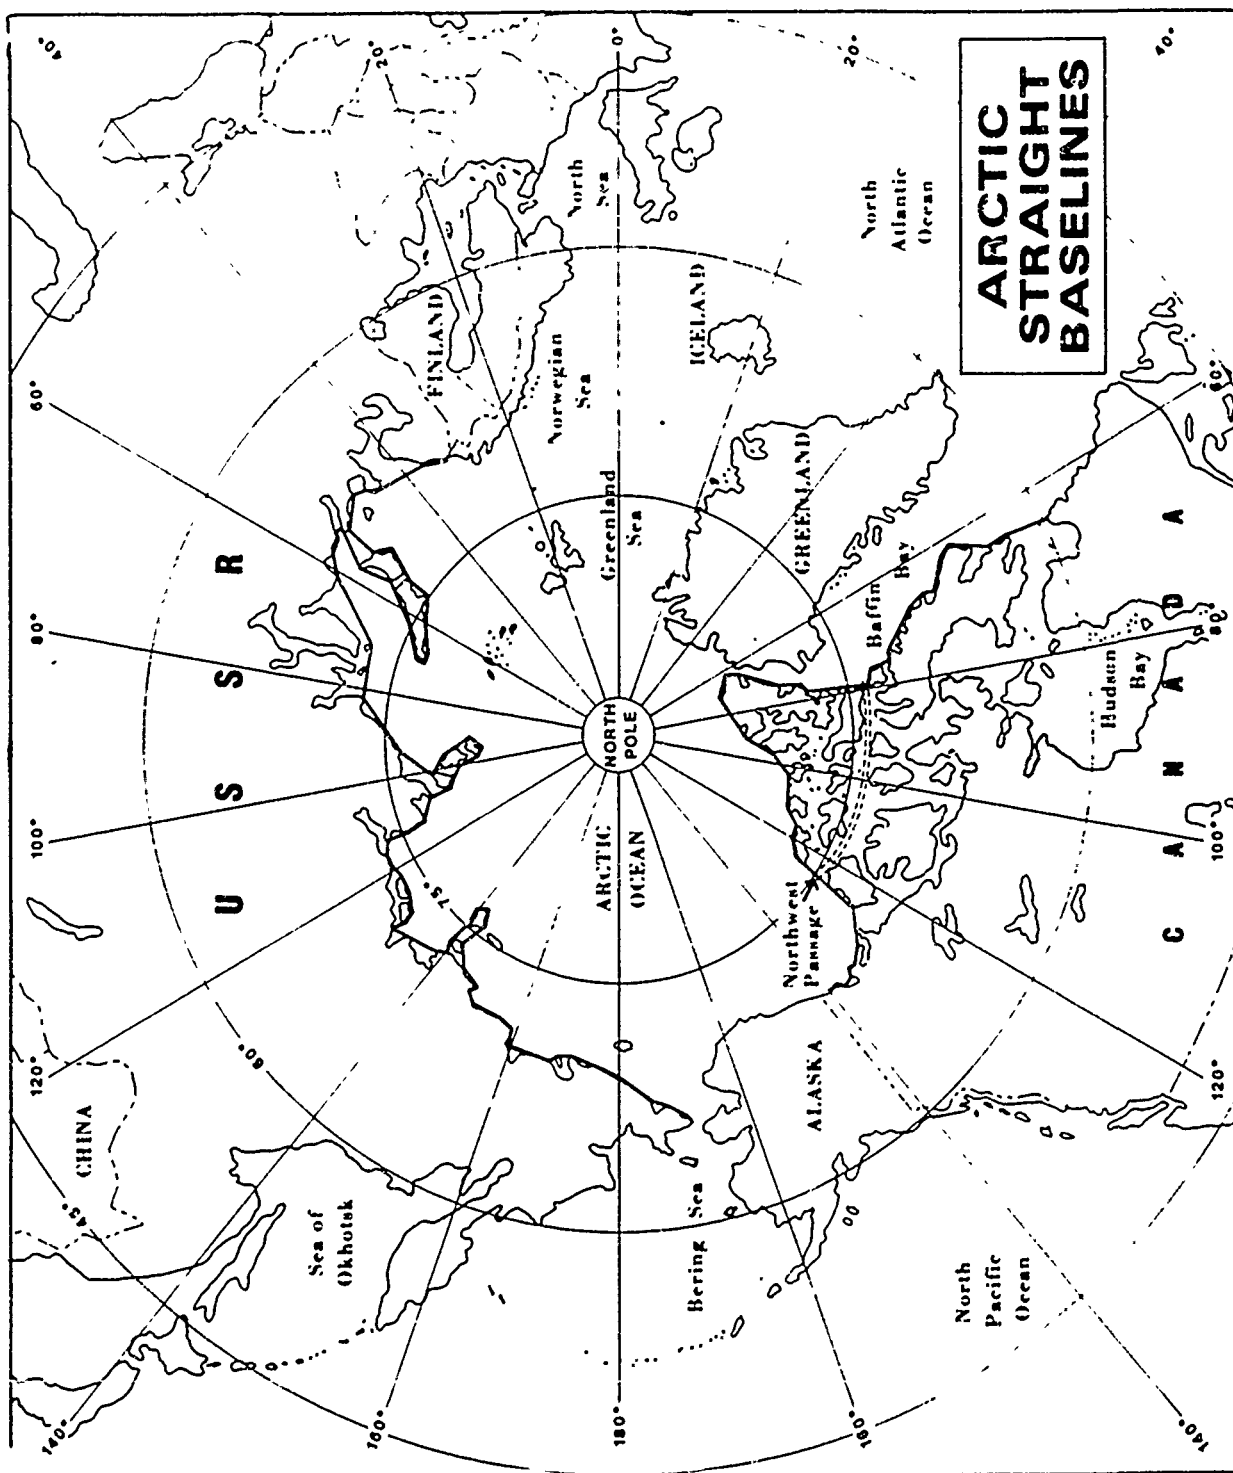 ARCTIC
STRAIGHT
BASELINES
40°
20°
0°
20°
40°
60°
80°
100°
120°
140°
160°
180°
160°
140°
120°
100°
80°
60°
75°
60°
45°
U S S R
CHINA
FINLAND
ICELAND
GREENLAND
ALASKA
C A N A D A
North
Sea
North
Atlantic
Ocean
Norwegian
Sea
Greenland
Sea
Baffin
Bay
Hudson
Bay
NORTH
POLE
ARCTIC
OCEAN
Northwest
Passage
Sea of
Okhotsk
Bering Sea
North
Pacific
Ocean